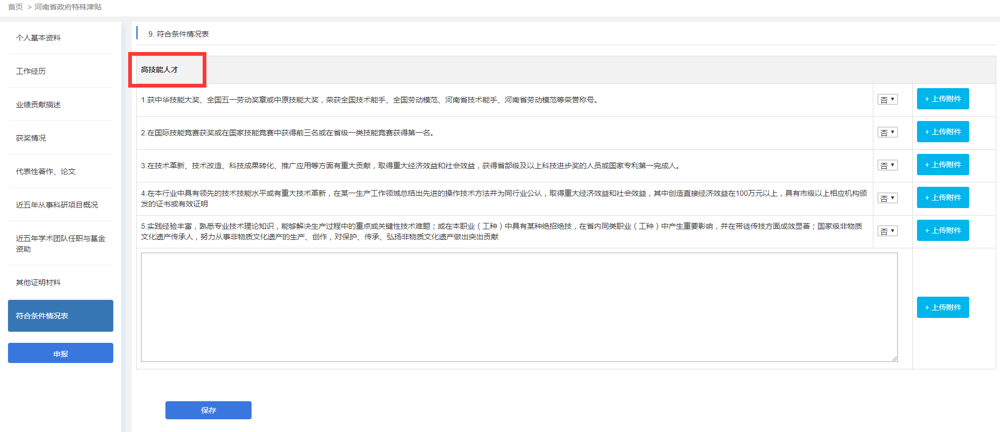 首页 > 河南省政府特殊津贴
个人基本资料
工作经历
业绩贡献描述
获奖情况
代表性著作、论文
近五年从事科研项目概况
近五年学术团队任职与基金
资助
其他证明材料
符合条件情况表
申报
9. 符合条件情况表
高技能人才
1.获中华技能大奖、全国五一劳动奖章或中原技能大奖，荣获全国技术能手、全国劳动模范、河南省技术能手、河南省劳动模范等荣誉称号。
否
+ 上传附件
2.在国际技能竞赛获奖或在国家技能竞赛中获得前三名或在省级一类技能竞赛获得第一名。
否
+ 上传附件
3.在技术革新、技术改造、科技成果转化、推广应用等方面有重大贡献，取得重大经济效益和社会效益，获得省部级及以上科技进步奖的人员或国家专利第一完成人。
否
+ 上传附件
4.在本行业中具有领先的技术技能水平或有重大技术革新，在某一生产工作领域总结出先进的操作技术方法并为同行业公认，取得重大经济效益和社会效益，其中创造直接经济效益在100万元以上，具有市级以上相应机构颁
发的证书或有效证明
否
+ 上传附件
5.实践经验丰富，熟悉专业技术理论知识，能够解决生产过程中的重点或关键性技术难题；或在本职业（工种）中具有某种绝招绝技，在省内同类职业（工种）中产生重要影响，并在带徒传技方面成效显著；国家级非物质
文化遗产传承人，努力从事非物质文化遗产的生产、创作，对保护、传承、弘扬非物质文化遗产做出突出贡献
否
+ 上传附件
+ 上传附件
保存